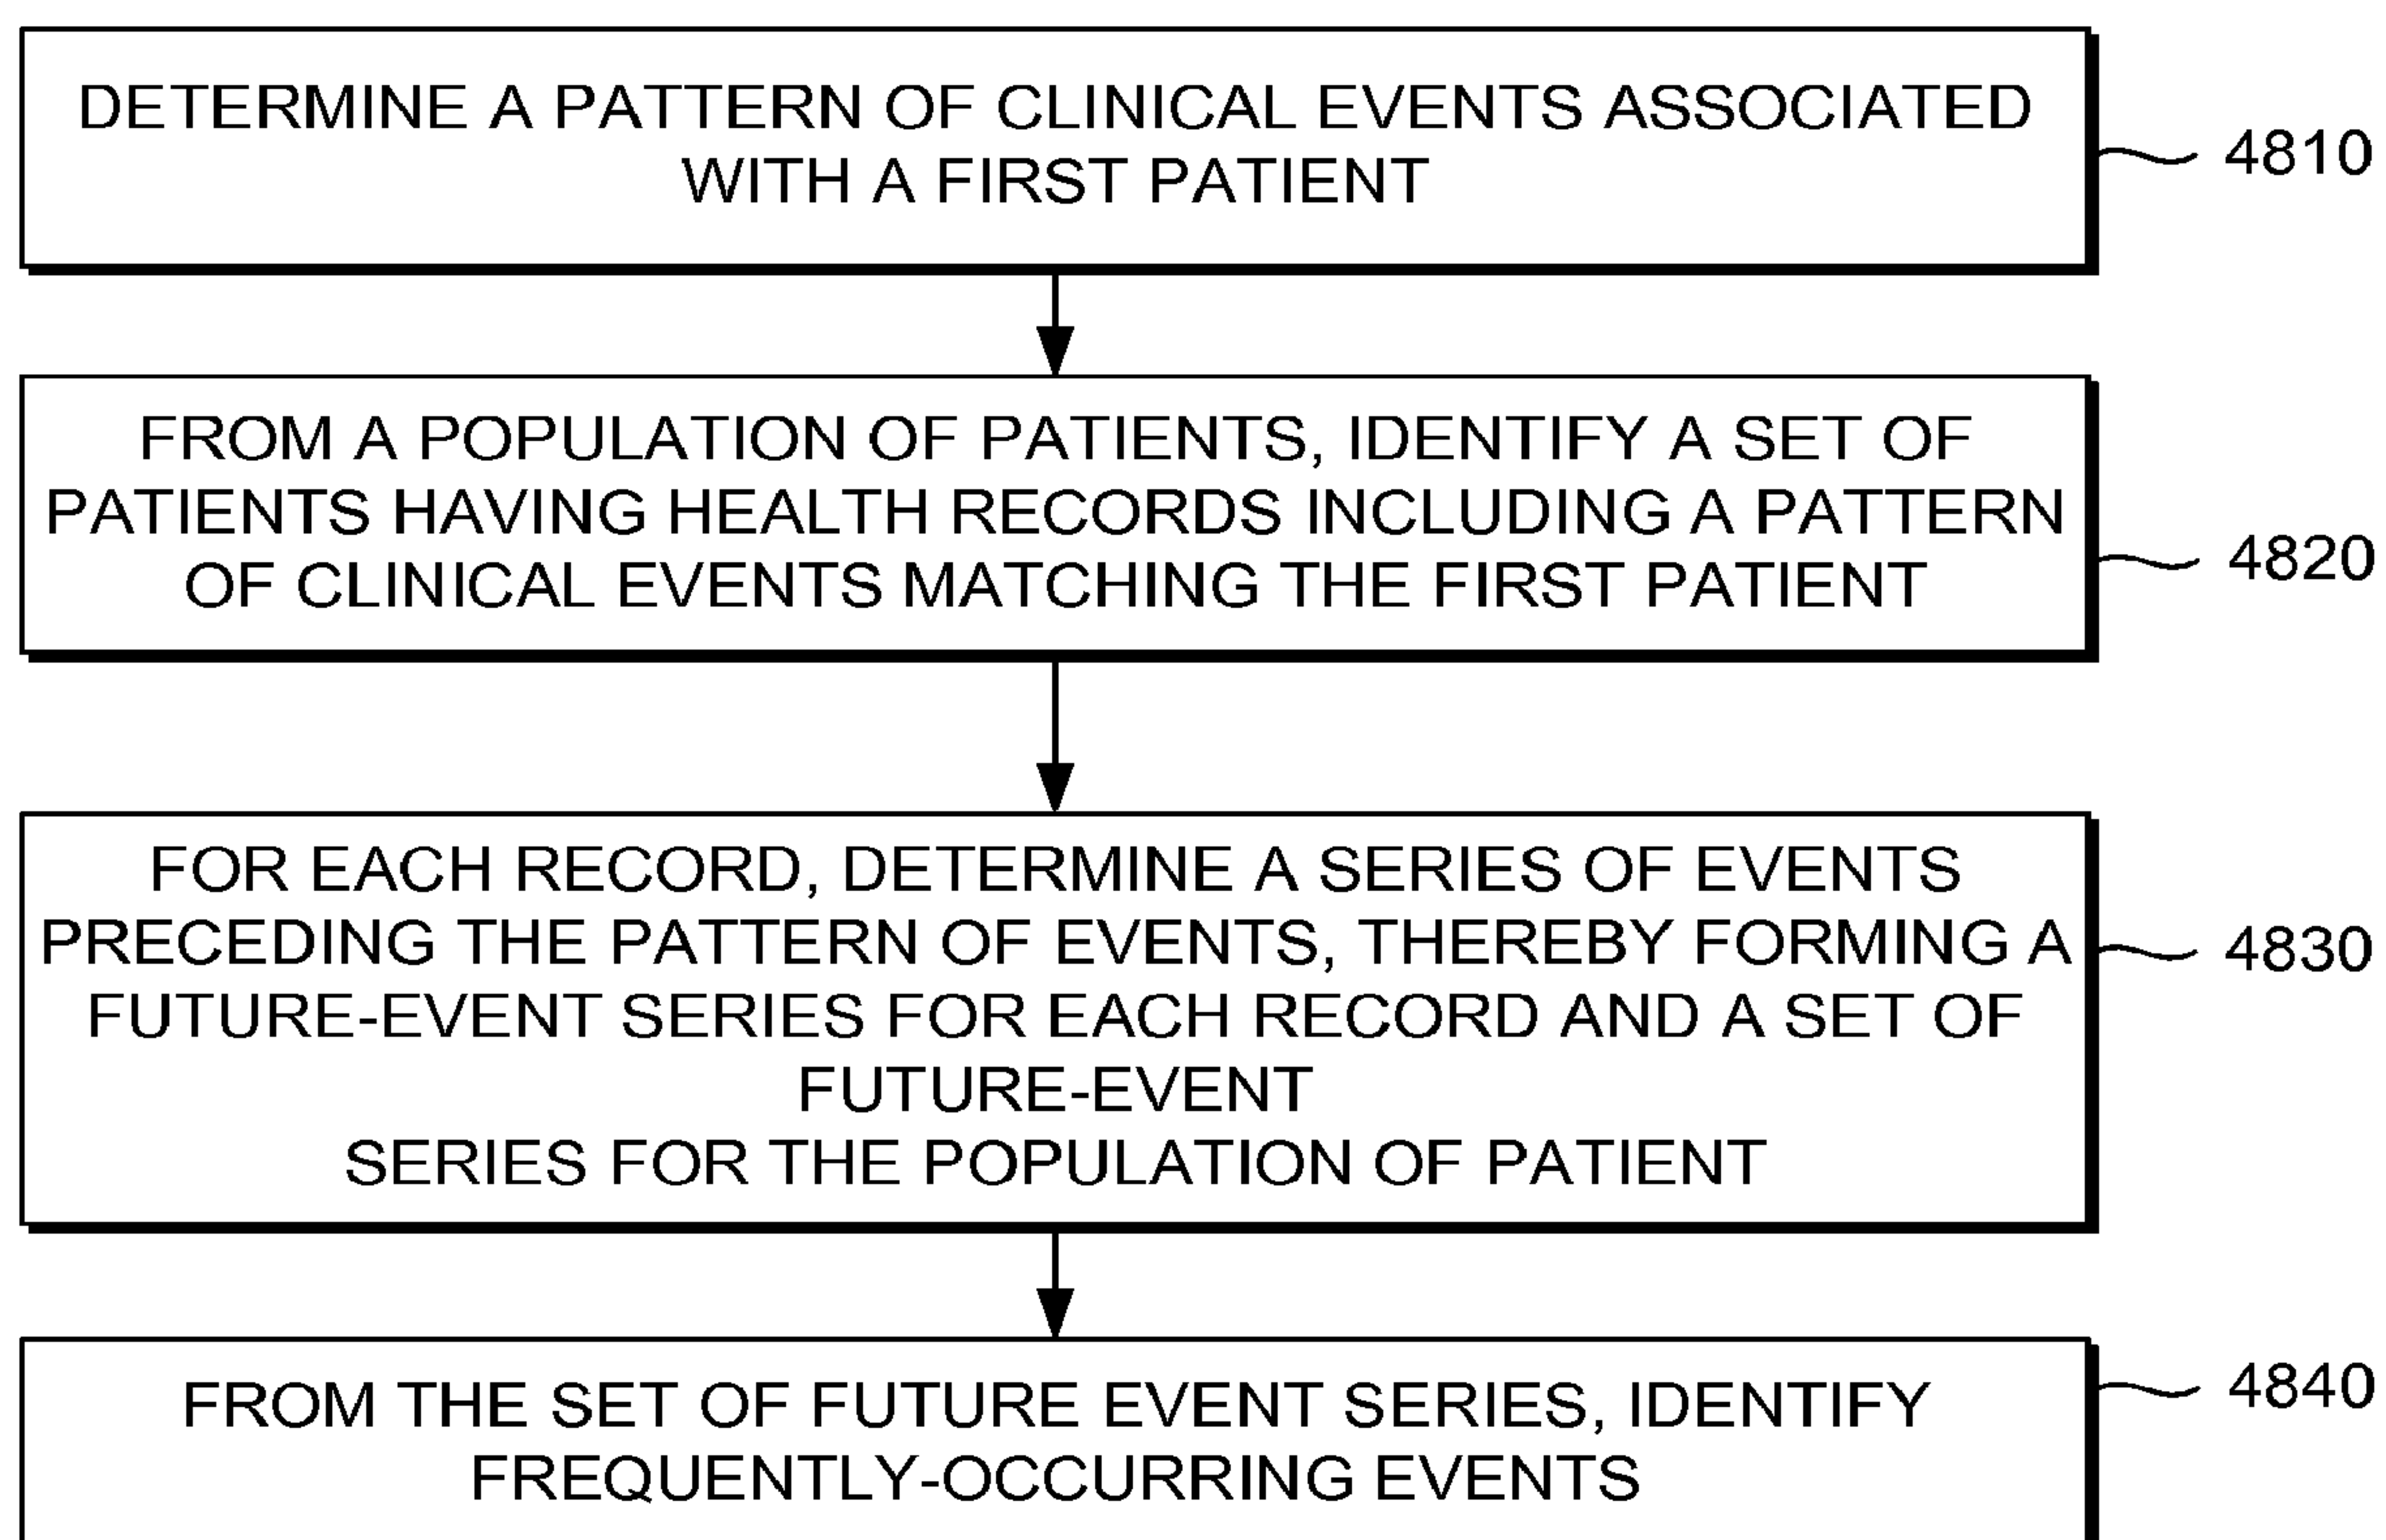 DETERMINE A PATTERN OF CLINICAL EVENTS ASSOCIATED
WITH A FIRST PATIENT
4810
FROM A POPULATION OF PATIENTS, IDENTIFY A SET OF
PATIENTS HAVING HEALTH RECORDS INCLUDING A PATTERN
OF CLINICAL EVENTS MATCHING THE FIRST PATIENT
4820
FOR EACH RECORD, DETERMINE A SERIES OF EVENTS
PRECEDING THE PATTERN OF EVENTS, THEREBY FORMING A
FUTURE-EVENT SERIES FOR EACH RECORD AND A SET OF
FUTURE-EVENT
SERIES FOR THE POPULATION OF PATIENT
4830
FROM THE SET OF FUTURE EVENT SERIES, IDENTIFY
FREQUENTLY-OCCURRING EVENTS
4840